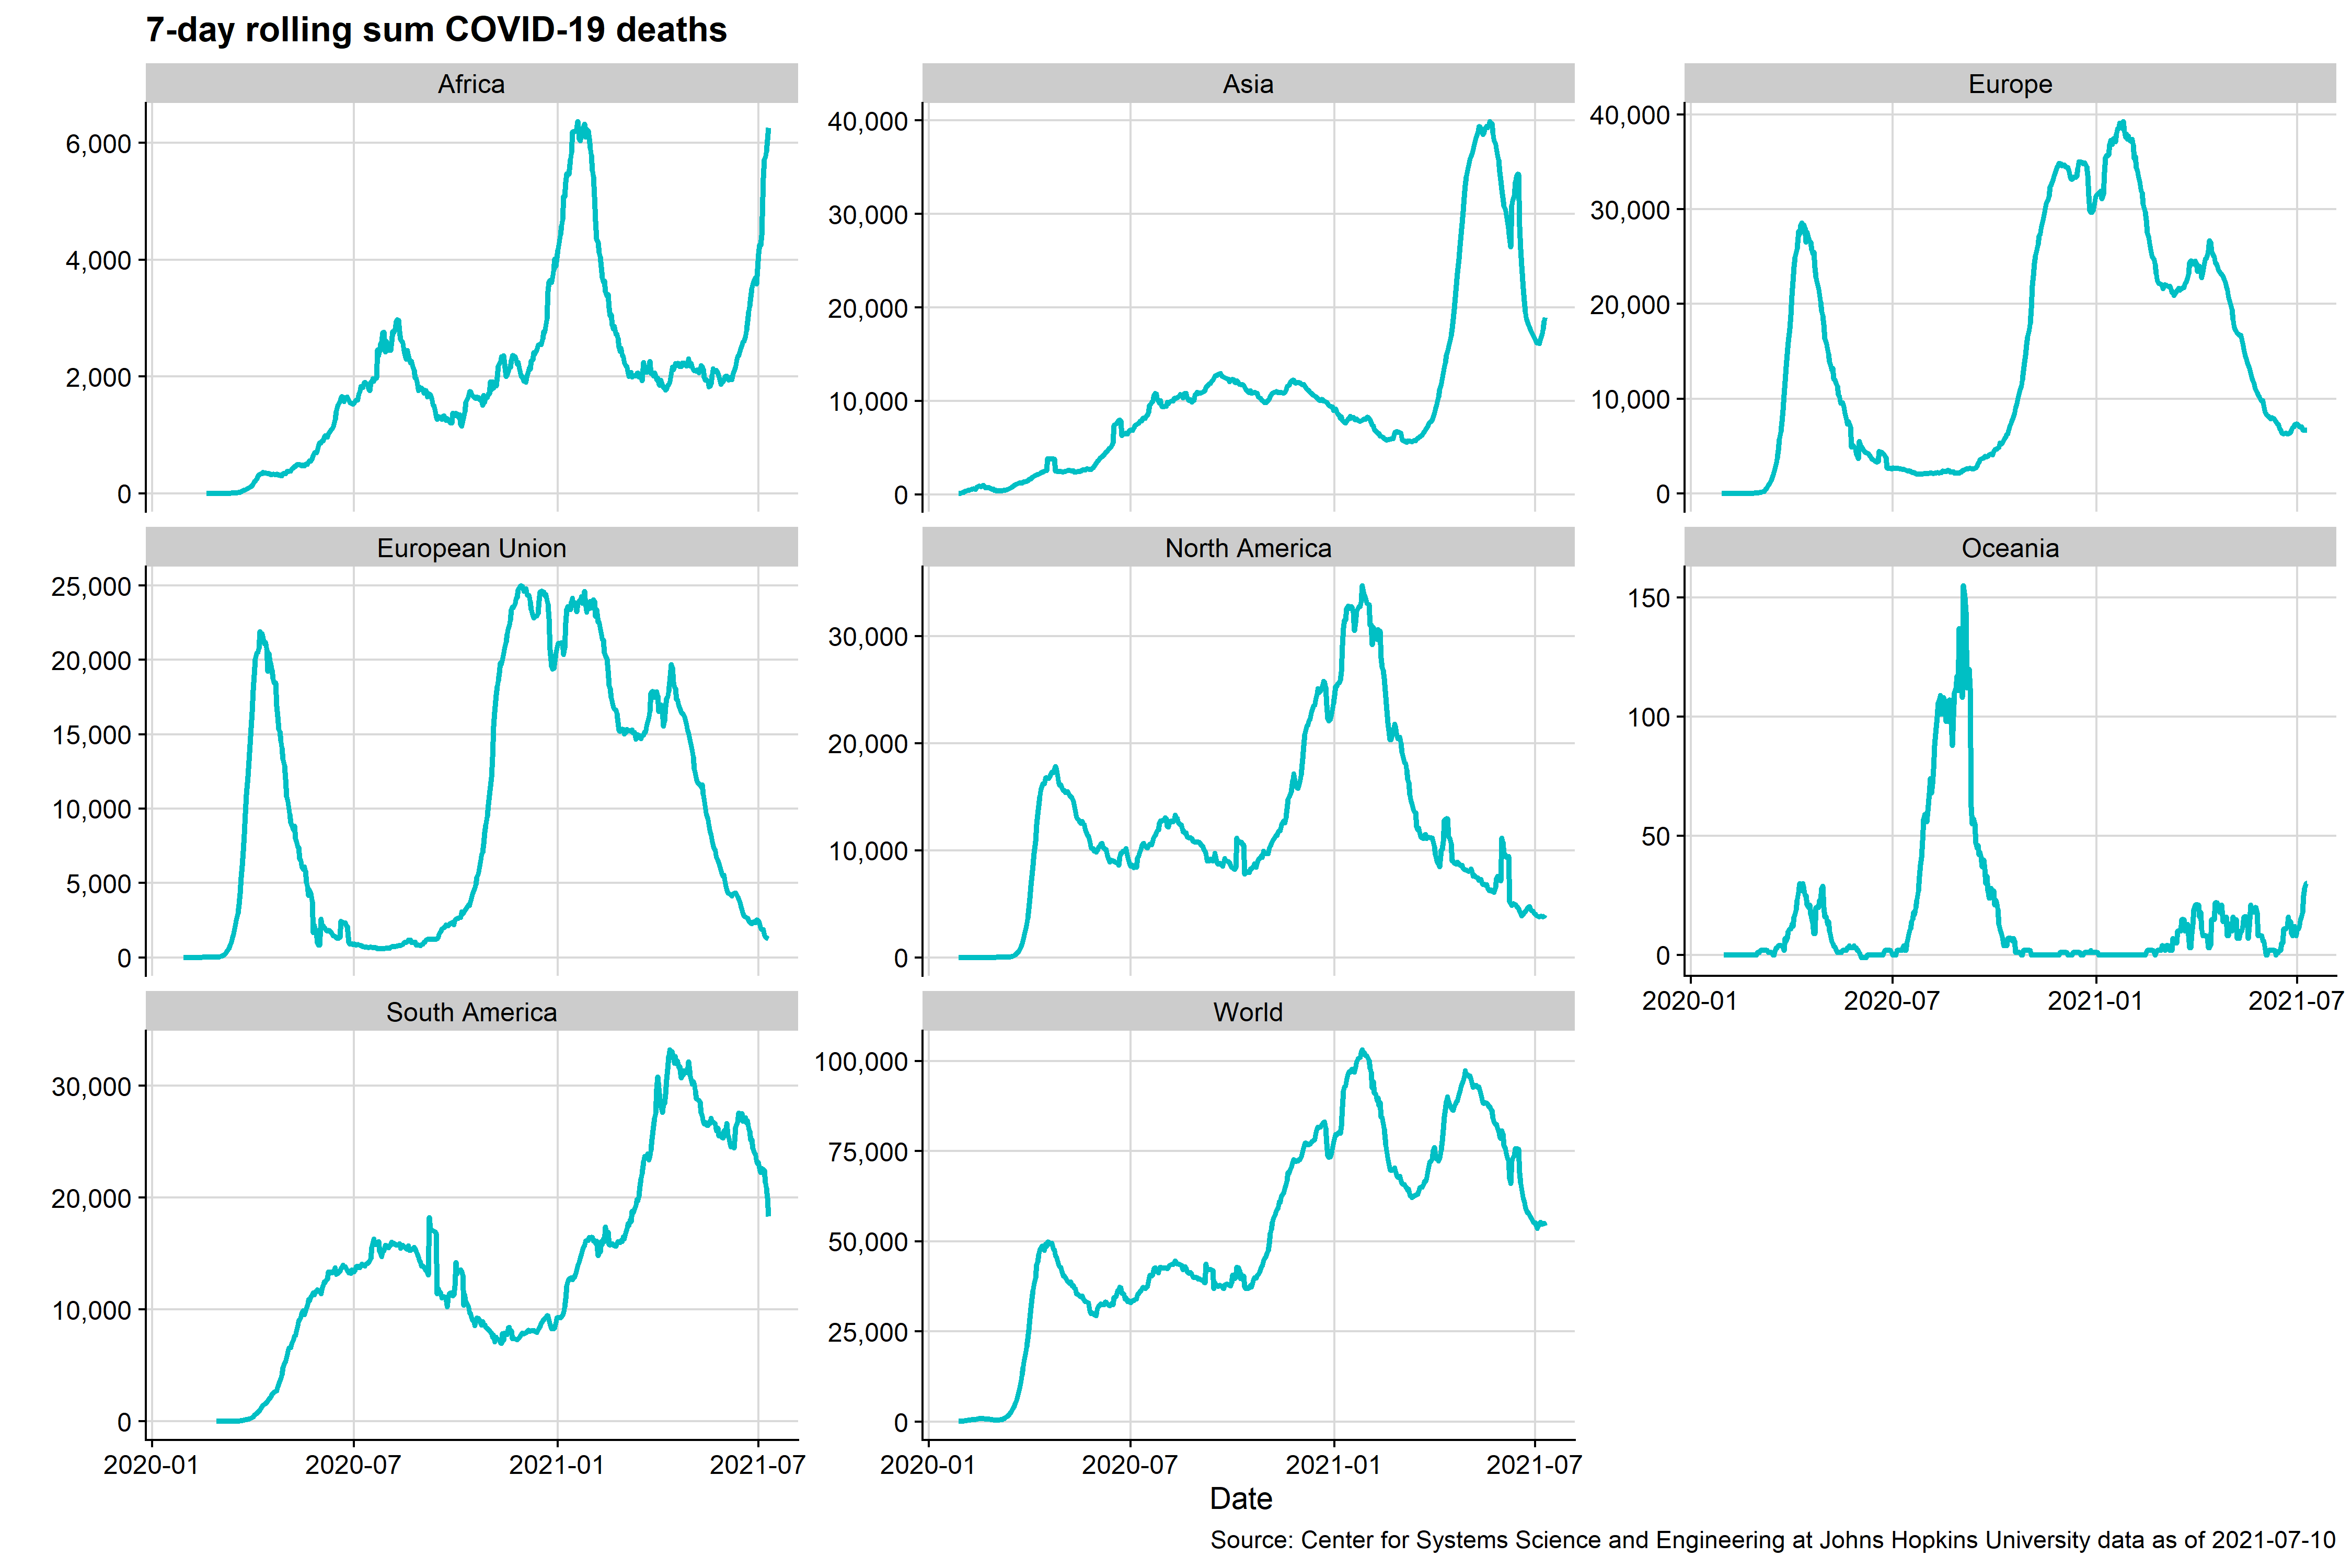 7-day rolling sum COVID-19 deaths
Africa
6,000
4,000
2,000
0
Asia
40,000
30,000
20,000
10,000
0
Europe
40,000
30,000
20,000
10,000
0
European Union
25,000
20,000
15,000
10,000
5,000
0
North America
30,000
20,000
10,000
0
Oceania
150
100
50
0
2020-01 2020-07 2021-01 2021-07
South America
30,000
20,000
10,000
0
2020-01 2020-07 2021-01 2021-07
World
100,000
75,000
50,000
25,000
0
2020-01 2020-07 2021-01 2021-07
Date
Source: Center for Systems Science and Engineering at Johns Hopkins University data as of 2021-07-10